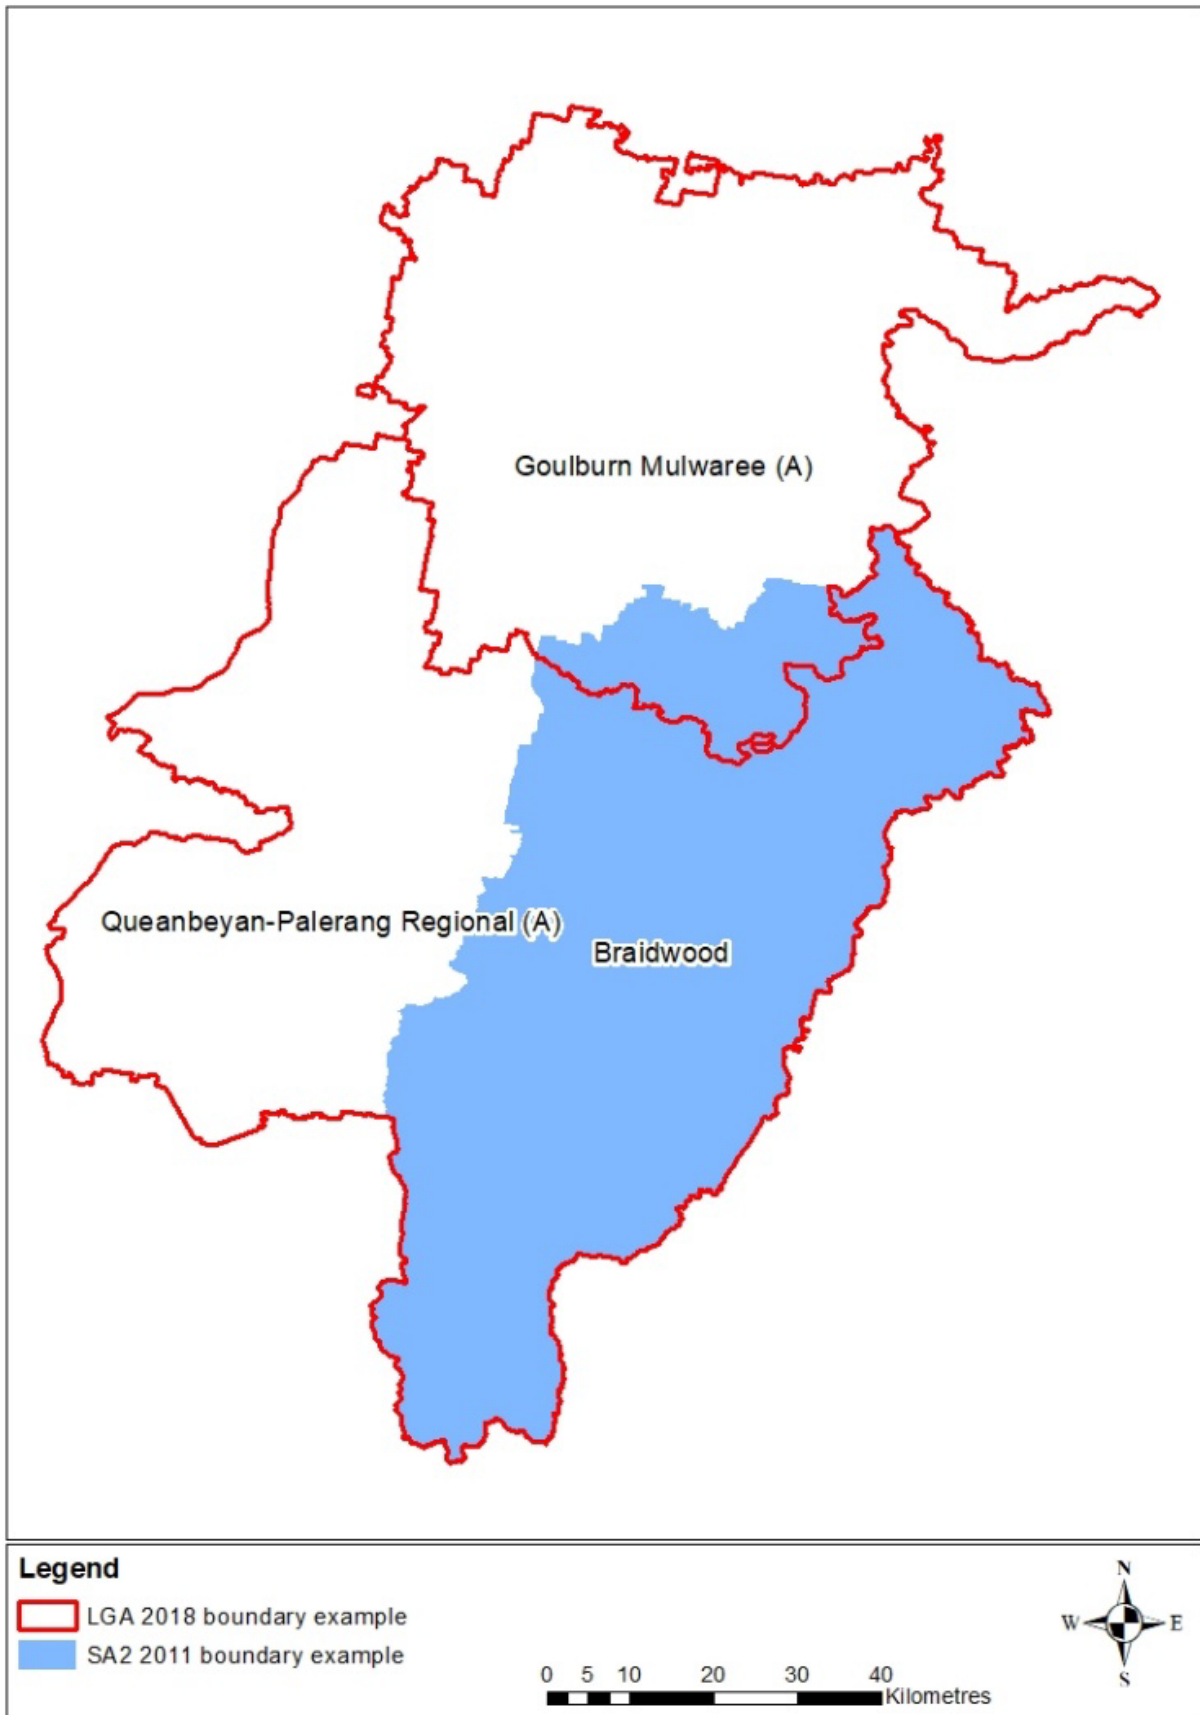 Goulburn Mulwaree (A)
Queanbeyan-Palerang Regional (A)
Braidwood
Legend
LGA 2018 boundary example
SA2 2011 boundary example
N
W E
S
0 5 10 20 30 40
Kilometres